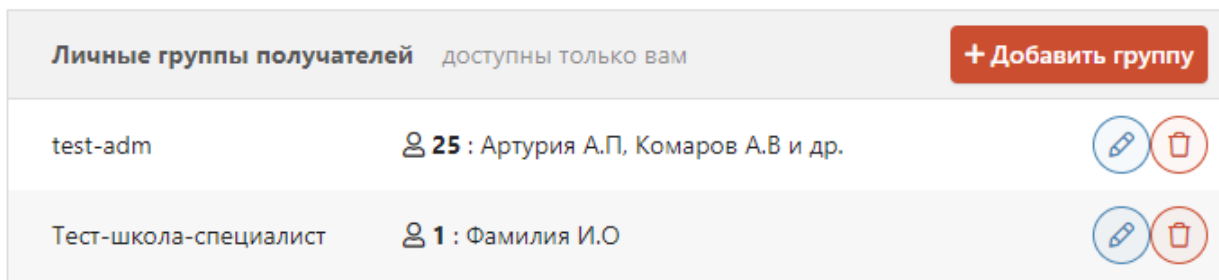 Личные группы получателей доступны только вам + Добавить группу
test-adm 25 : Артурия А.П, Комаров А.В и др.
Тест-школа-специалист 1 : Фамилия И.О